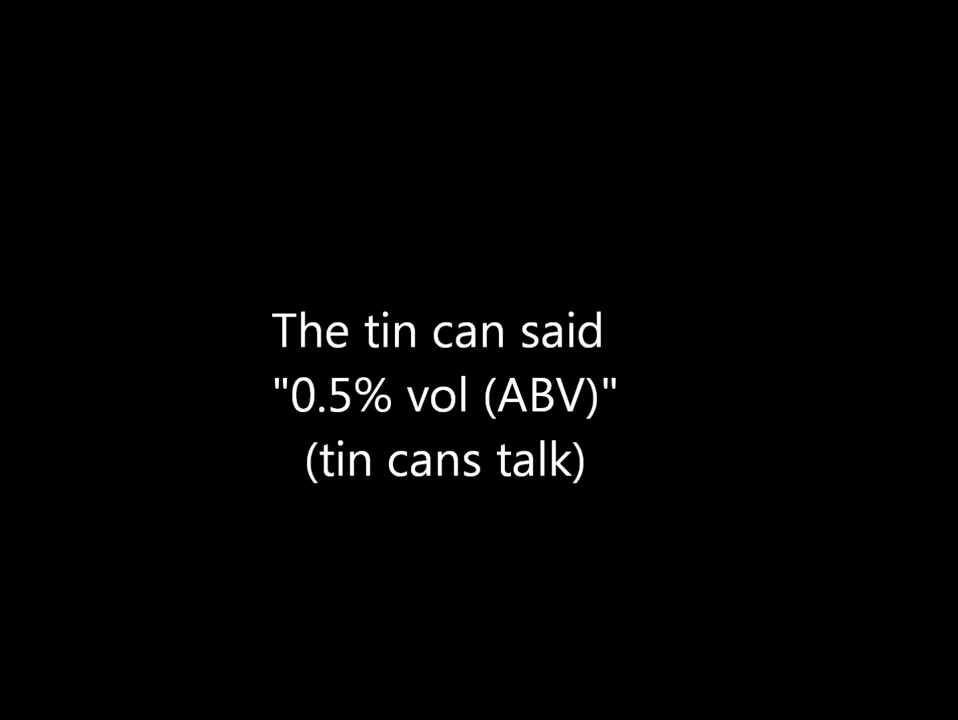 The tin can said
"0.5% vol (ABV)"
(tin cans talk)